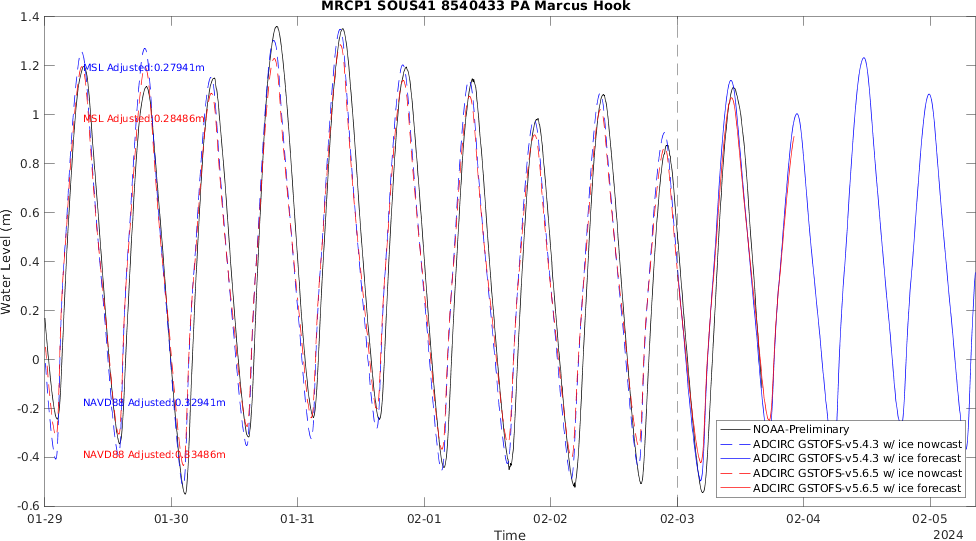 MRCP1 SOUS41 8540433 PA Marcus Hook
1.4
1.2
1
0.8
0.6
0.4
0.2
0
-0.2
-0.4
-0.6
Water Level (m)
MSL Adjusted:0.27941m
MSL Adjusted:0.28486m
NAVD88 Adjusted:0.32941m
NAVD88 Adjusted:0.33486m
NOAA-Preliminary
ADCIRC GSTOFS-v5.4.3 w/ ice nowcast
ADCIRC GSTOFS-v5.4.3 w/ ice forecast
ADCIRC GSTOFS-v5.6.5 w/ ice nowcast
ADCIRC GSTOFS-v5.6.5 w/ ice forecast
01-29 01-30 01-31 02-01 02-02 02-03 02-04 02-05
Time
2024